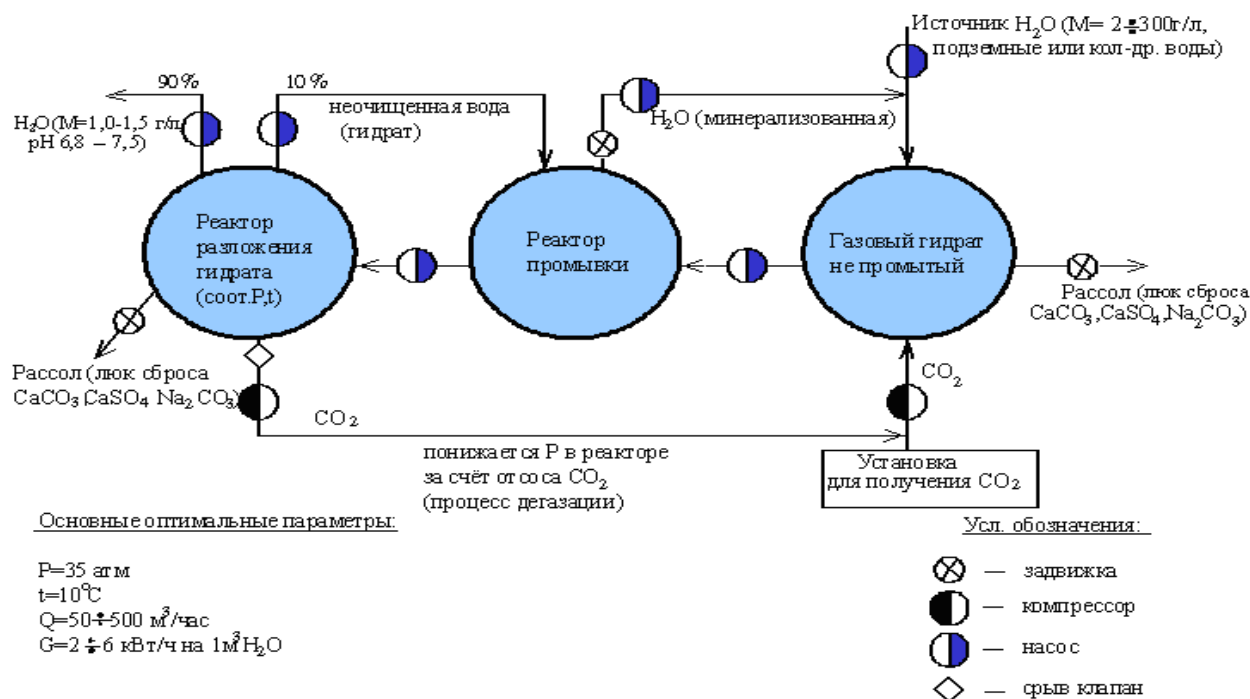 Источник H₂O (М= 2÷300г/л,
подземные или кол-др. воды)
90%
10%
неочищенная вода
(гидрат)
H₂O(М=1,0-1,5 г/л,
pH 6,8 – 7,5)
H₂O (минерализованная)
Реактор
разложения
гидрата
(соот.P,t)
Реактор
промывки
Газовый гидрат
не промытый
Рассол (люк сброса
CaCO₃,CaSO₄,Na₂CO₃)
Рассол (люк сброса
CaCO₃,CaSO₄ Na₂CO₃)
CO₂
CO₂
понижается P в реакторе
за счёт отсоса CO₂
(процесс дегазации)
Установка
для получения CO₂
Основные оптимальные параметры:
P=35 атм
t=10°C
Q=50÷500 м³/час
G=2÷6 кВт/ч на 1м³H₂O
Усл. обозначения:
— задвижка
— компрессор
— насос
— срыв клапан